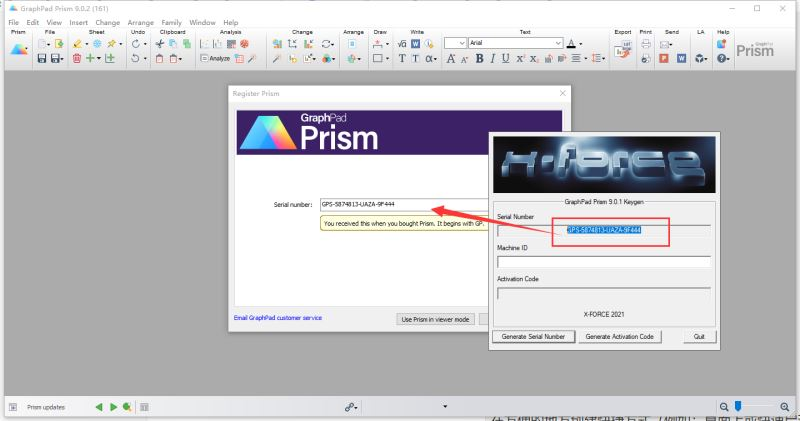 GraphPad Prism 9.0.2 (161)
File Edit View Insert Change Arrange Family Window Help
Prism File Sheet Undo Clipboard Analysis Change Arrange Draw Write Text Export Print Send LA Help
Analyze
Arial
GraphPad
Prism
Register Prism
GraphPad
Prism
Serial number: GPS-5874813-UAZA-9F444
You received this when you bought Prism. It begins with GP.
Email GraphPad customer service
Use Prism in viewer mode
x-force
GraphPad Prism 9.0.1 Keygen
Serial Number
GPS-5874813-UAZA-9F444
Machine ID
Activation Code
X-FORCE 2021
Generate Serial Number Generate Activation Code Quit
Prism updates